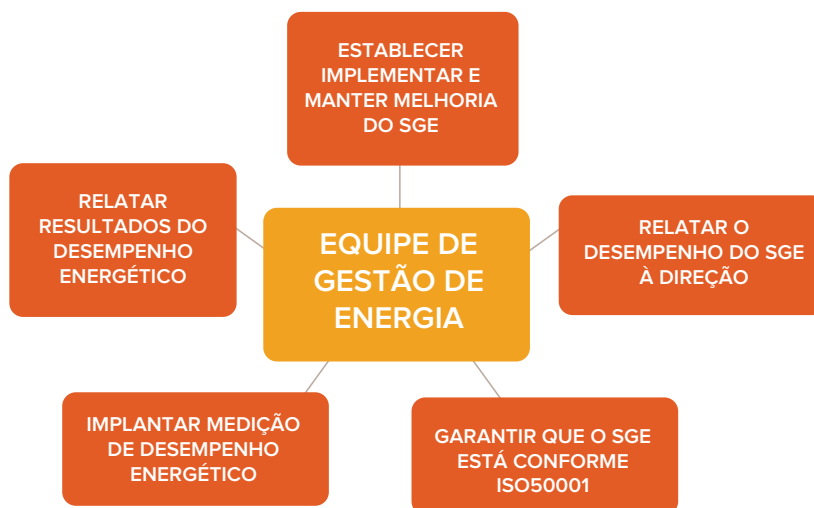 ESTABLECER
IMPLEMENTAR E
MANTER MELHORIA
DO SGE
RELATAR
RESULTADOS DO
DESEMPENHO
ENERGÉTICO
EQUIPE DE
GESTÃO DE
ENERGIA
RELATAR O
DESEMPENHO DO SGE
À DIREÇÃO
IMPLANTAR MEDIÇÃO
DE DESEMPENHO
ENERGÉTICO
GARANTIR QUE O SGE
ESTÁ CONFORME
ISO50001